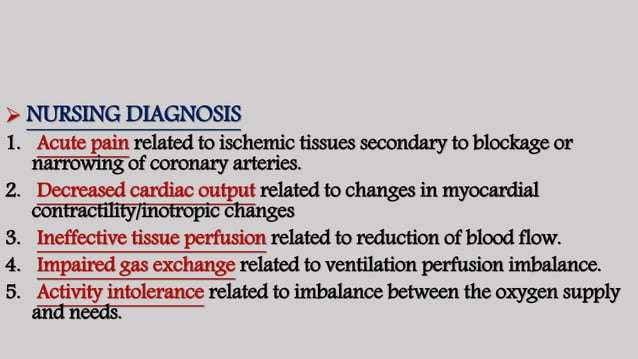 ➢ NURSING DIAGNOSIS
1. Acute pain related to ischemic tissues secondary to blockage or
narrowing of coronary arteries.
2. Decreased cardiac output related to changes in myocardial
contractility/inotropic changes
3. Ineffective tissue perfusion related to reduction of blood flow.
4. Impaired gas exchange related to ventilation perfusion imbalance.
5. Activity intolerance related to imbalance between the oxygen supply
and needs.